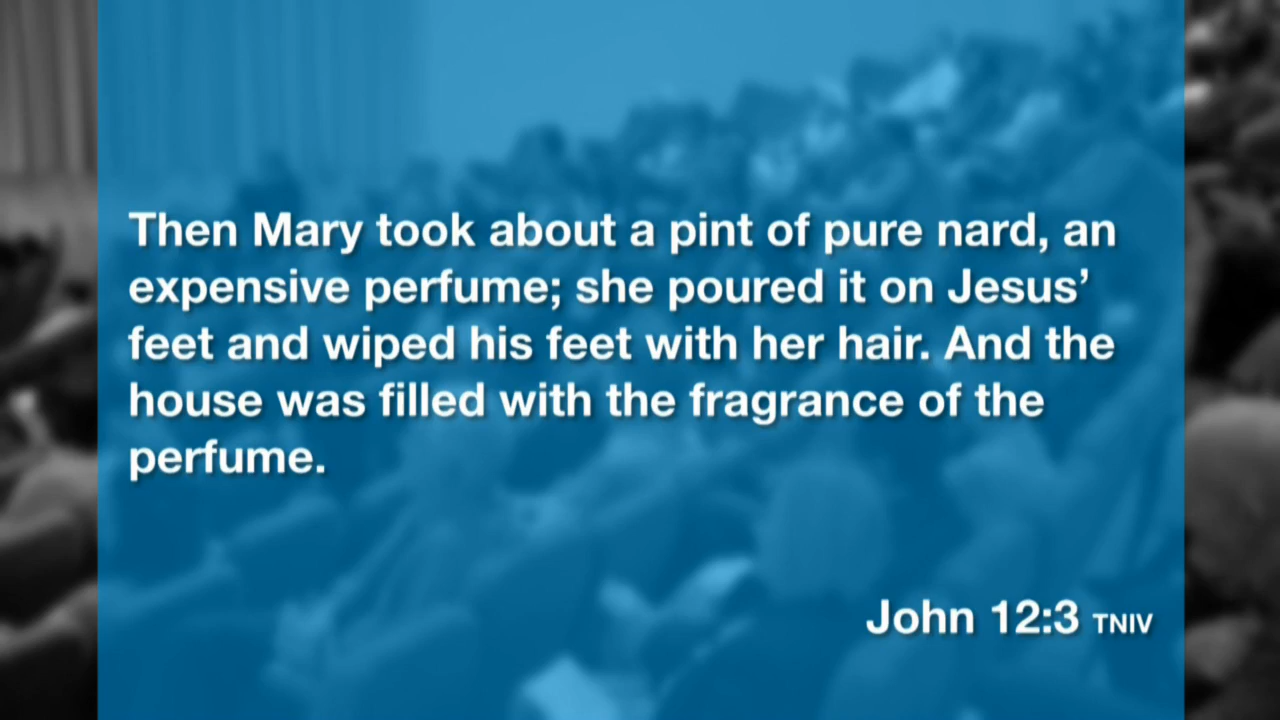 Then Mary took about a pint of pure nard, an
expensive perfume; she poured it on Jesus’
feet and wiped his feet with her hair. And the
house was filled with the fragrance of the
perfume.
John 12:3 TNIV